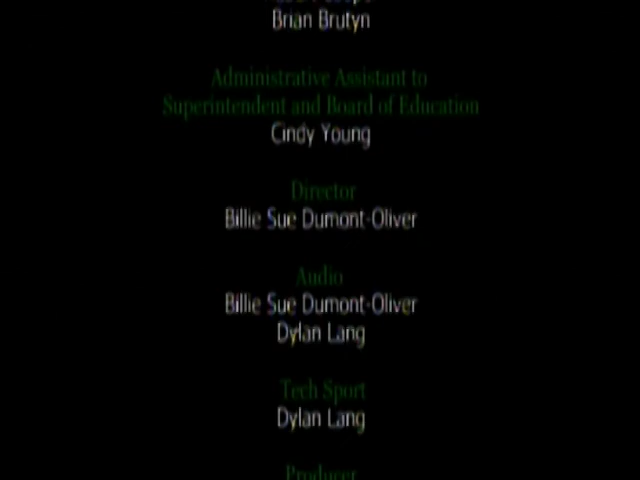 Brian Brutyn
Administrative Assistant to
Superintendent and Board of Education
Cindy Young
Director
Billie Sue Dumont-Oliver
Audio
Billie Sue Dumont-Oliver
Dylan Lang
Tech Sport
Dylan Lang
Producer